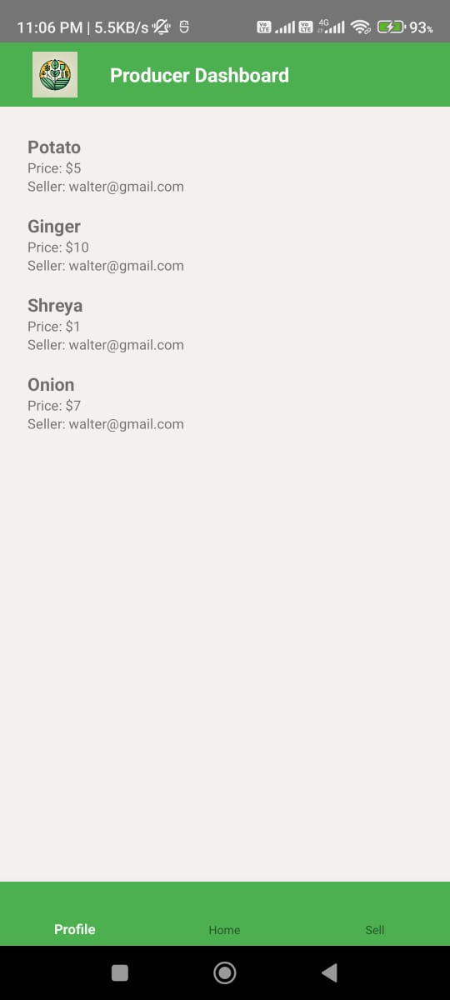 11:06 PM | 5.5KB/s Vo LTE Vo LTE 4G 93%
Producer Dashboard
Potato
Price: $5
Seller: walter@gmail.com
Ginger
Price: $10
Seller: walter@gmail.com
Shreya
Price: $1
Seller: walter@gmail.com
Onion
Price: $7
Seller: walter@gmail.com
Profile Home Sell